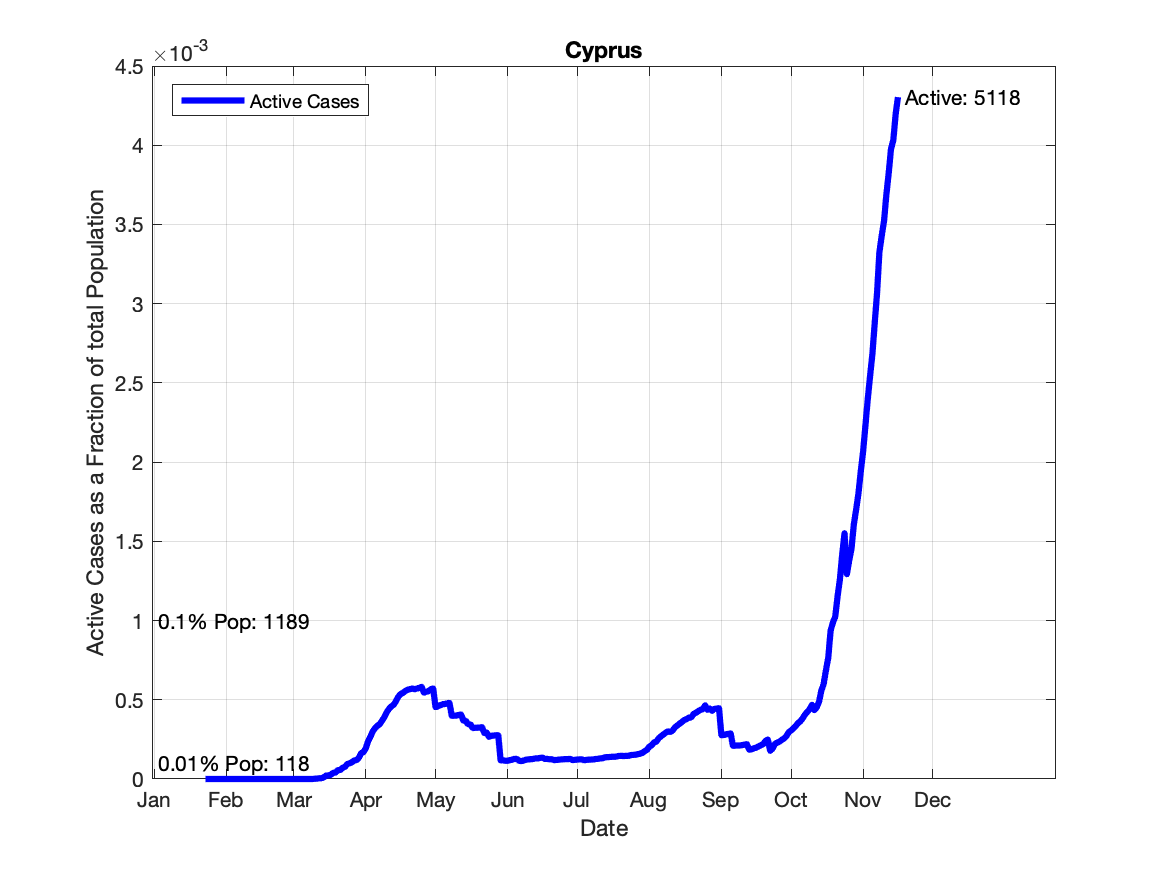 Cyprus
×10-3
4.5
4
3.5
3
2.5
2
1.5
1
0.5
0
Active Cases as a Fraction of total Population
Active Cases
Active: 5118
0.1% Pop: 1189
0.01% Pop: 118
Jan Feb Mar Apr May Jun Jul Aug Sep Oct Nov Dec
Date